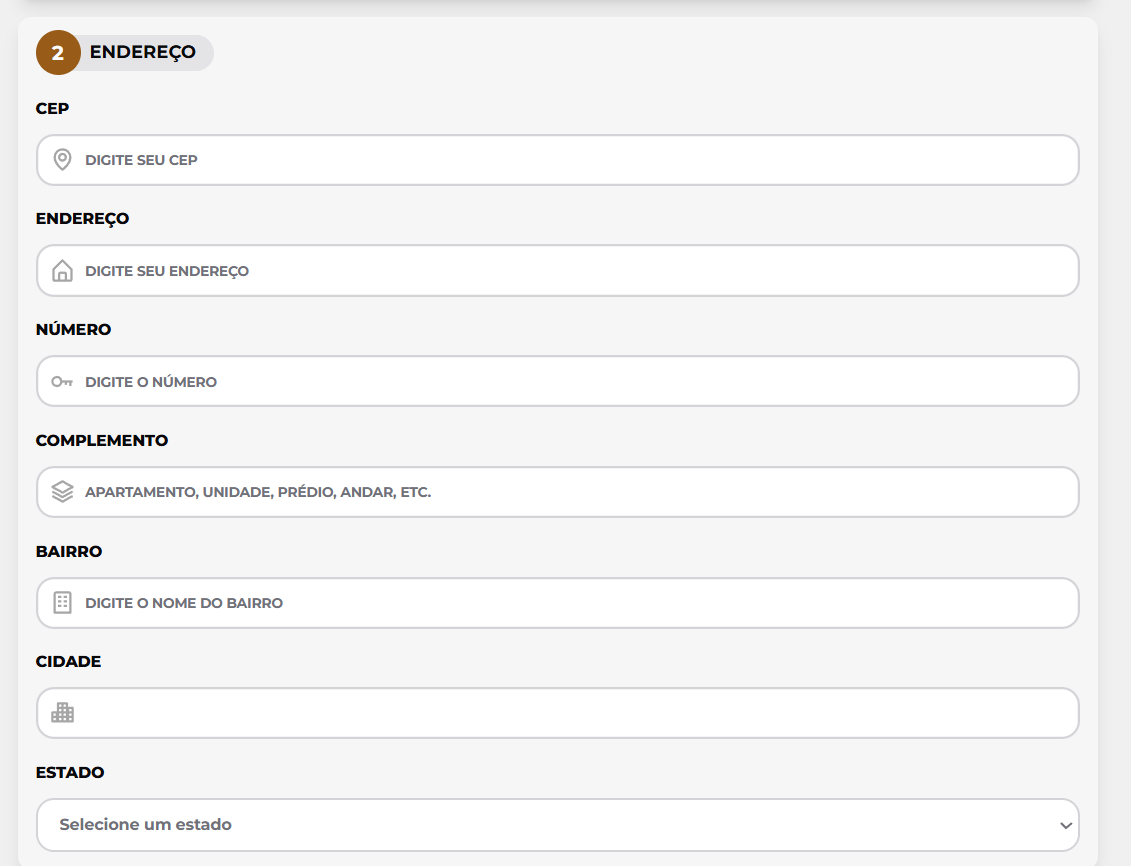 2 ENDEREÇO
CEP
DIGITE SEU CEP
ENDEREÇO
DIGITE SEU ENDEREÇO
NÚMERO
DIGITE O NÚMERO
COMPLEMENTO
APARTAMENTO, UNIDADE, PRÉDIO, ANDAR, ETC.
BAIRRO
DIGITE O NOME DO BAIRRO
CIDADE
ESTADO
Selecione um estado